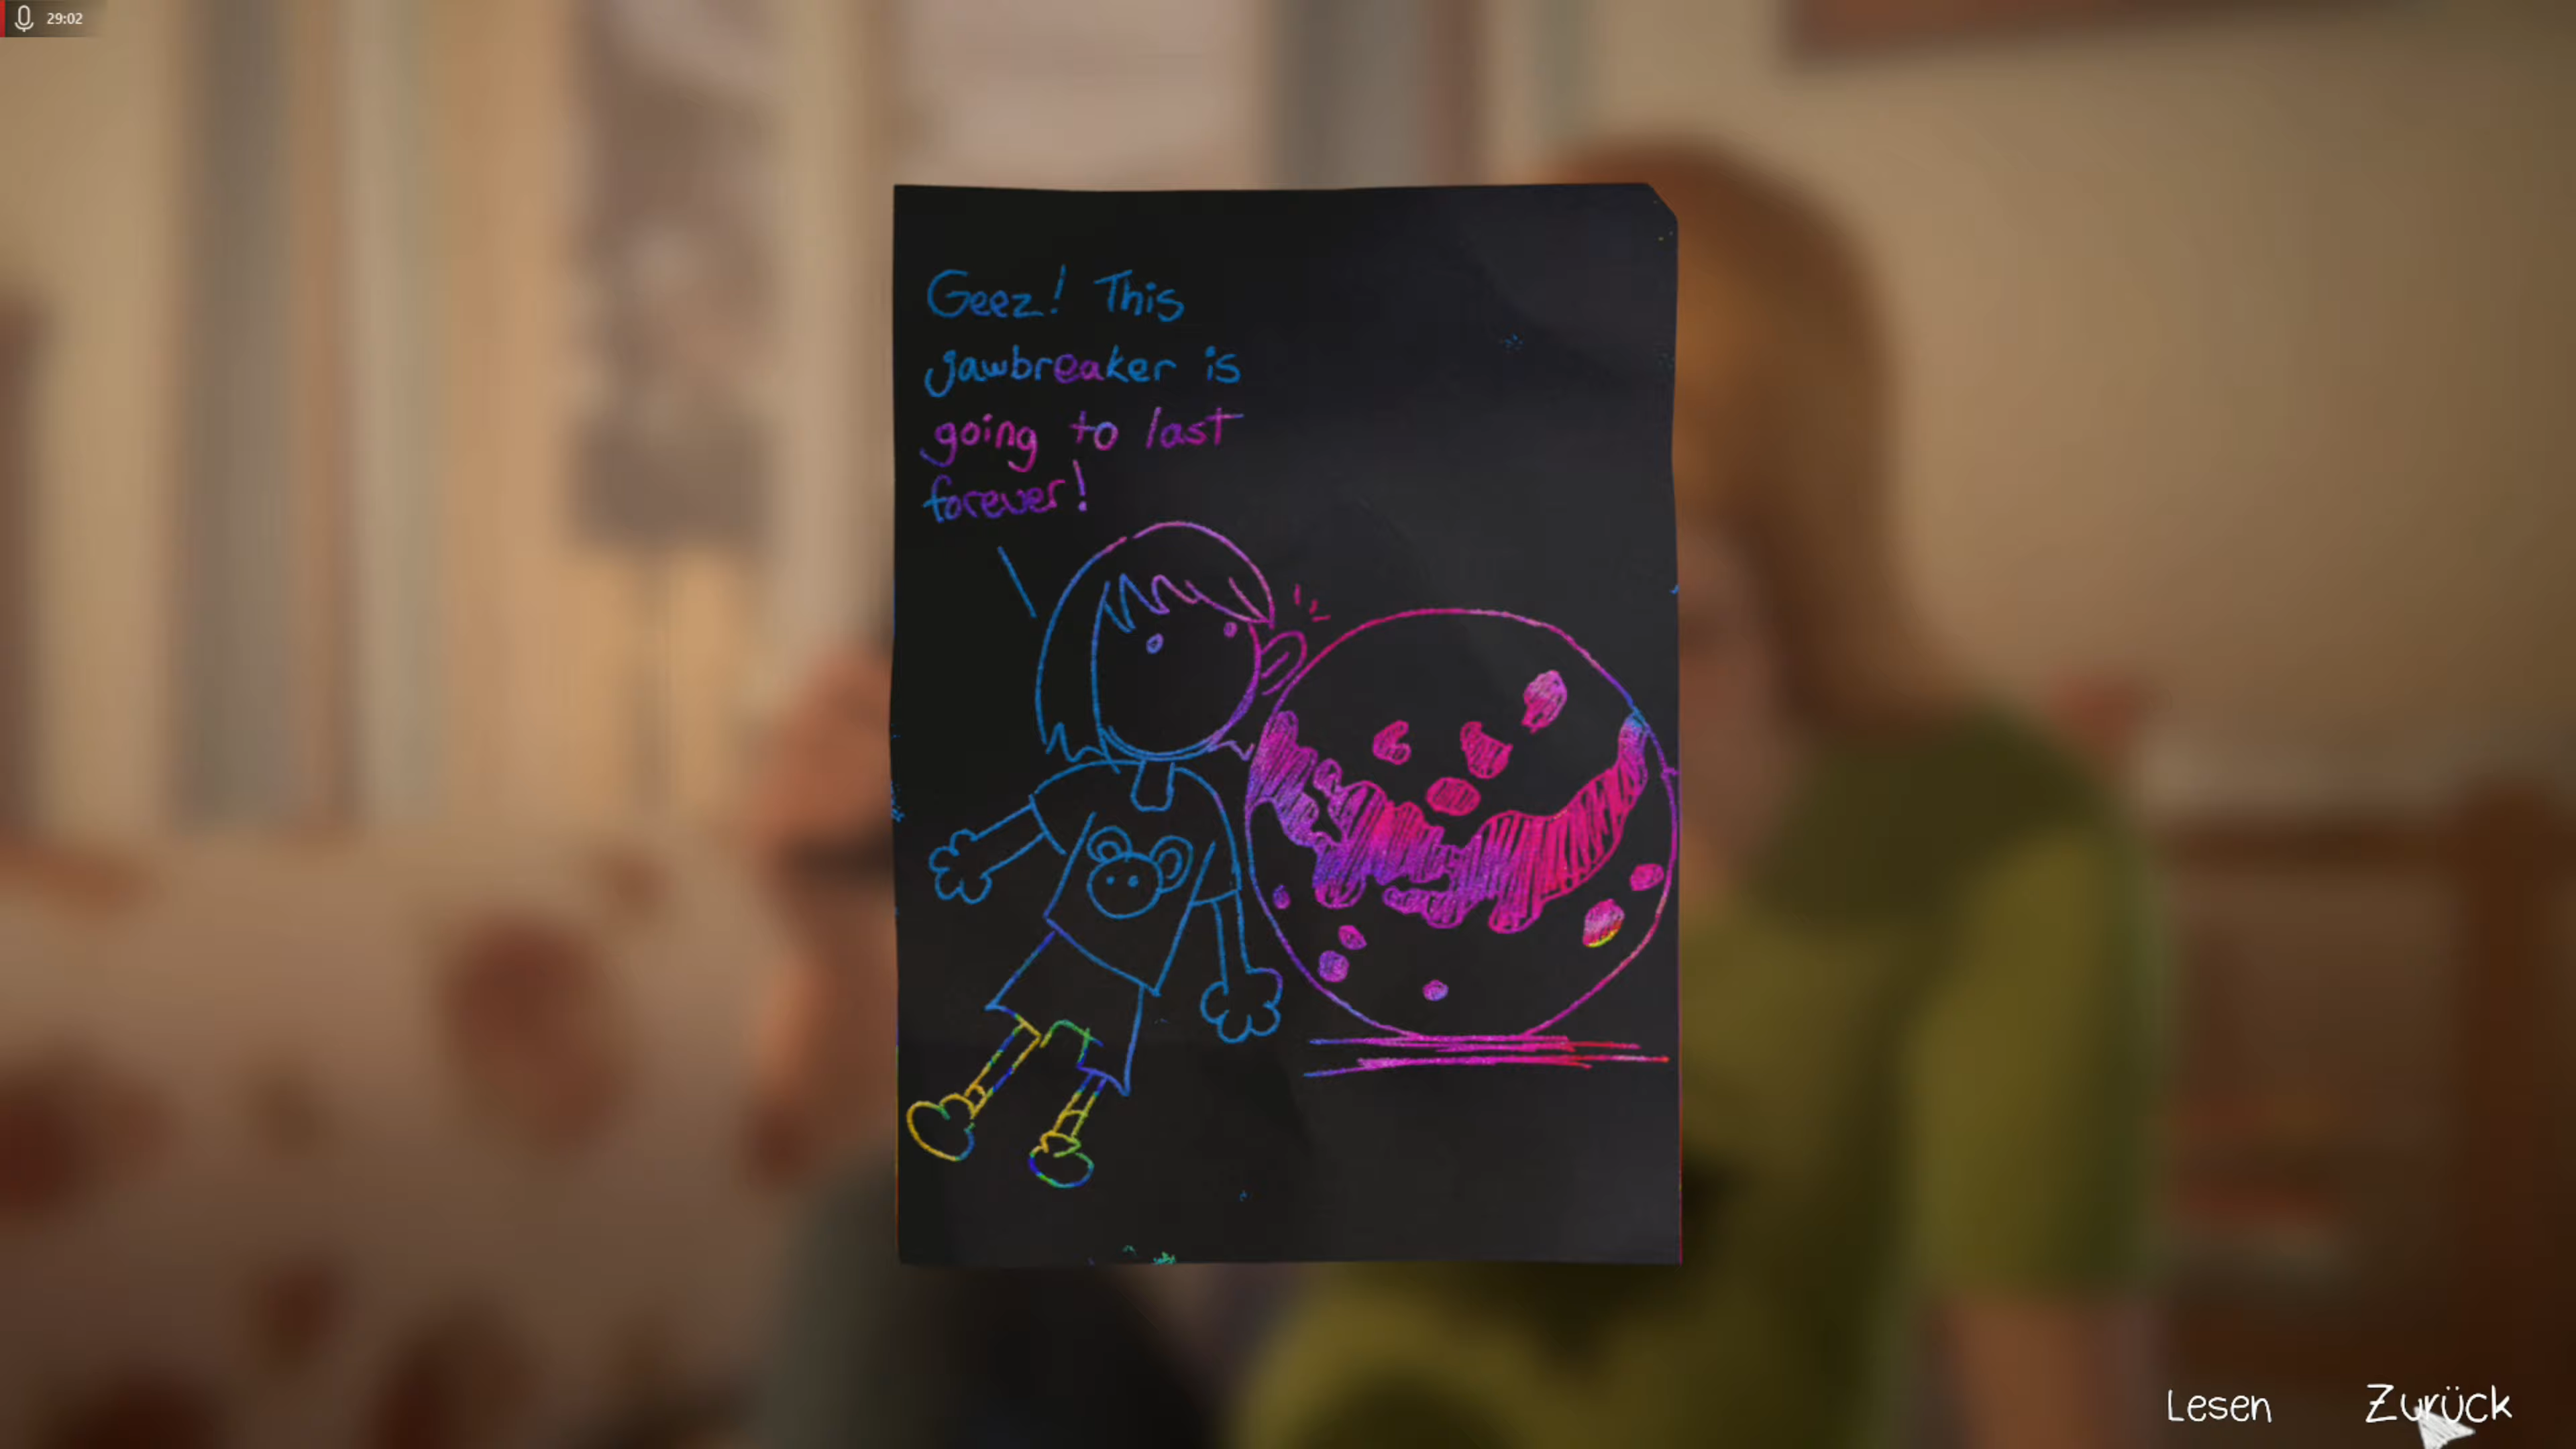 29:02
Geez! This
jawbreaker is
going to last
forever!
Lesen
Zurück